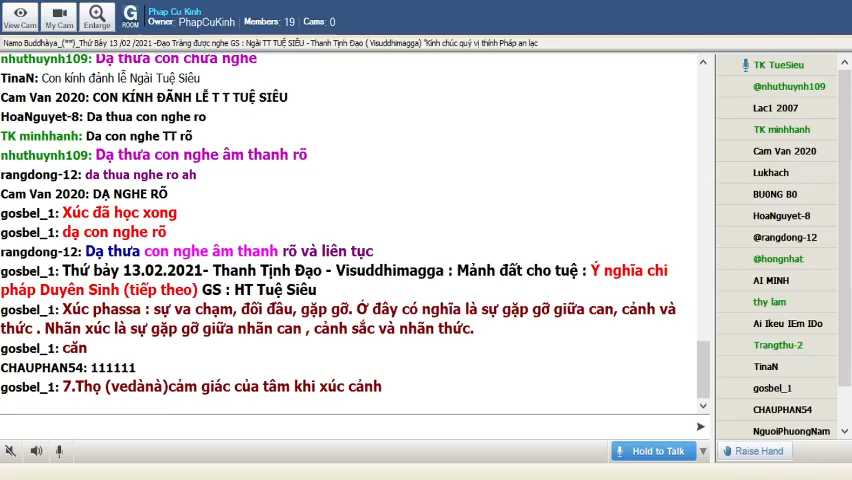 View Cam
My Cam
Enlarge
G
ROOM
Phap Cu Kinh
Owner: PhapCuKinh
Members: 19
Cams: 0
Namo Buddhàya_(**)_Thứ Bảy 13 /02 /2021 -Đạo Tràng được nghe GS : Ngài TT TUỆ SIÊU - Thanh Tịnh Đạo ( Visuddhimagga) "Kính chúc quý vị thính Pháp an lạc
nhuthuynh109: Dạ thưa con chưa nghe
TinaN: Con kính đảnh lễ Ngài Tuệ Siêu
Cam Van 2020: CON KÍNH ĐÃNH LỄ T T TUỆ SIÊU
HoaNguyet-8: Da thua con nghe ro
TK minhhanh: Da con nghe TT rõ
nhuthuynh109: Dạ thưa con nghe âm thanh rõ
rangdong-12: da thua nghe ro ah
Cam Van 2020: DẠ NGHE RÕ
gosbel_1: Xúc đã học xong
gosbel_1: dạ con nghe rõ
rangdong-12: Dạ thưa con nghe âm thanh rõ và liên tục
gosbel_1: Thứ bảy 13.02.2021- Thanh Tịnh Đạo - Visuddhimagga : Mảnh đất cho tuệ : Ý nghĩa chi
pháp Duyên Sinh (tiếp theo) GS : HT Tuệ Siêu
gosbel_1: Xúc phassa : sự va chạm, đối đầu, gặp gỡ. Ở đây có nghĩa là sự gặp gỡ giữa can, cảnh và
thức . Nhãn xúc là sự gặp gỡ giữa nhãn can , cảnh sắc và nhãn thức.
gosbel_1: căn
CHAUPHAN54: 111111
gosbel_1: 7.Thọ (vedànà)cảm giác của tâm khi xúc cảnh
Hold to Talk
TK TueSieu
@nhuthuynh109
Lac1 2007
TK minhhanh
Cam Van 2020
Lukhach
BU0NG B0
HoaNguyet-8
@rangdong-12
@hongnhat
AI MINH
thy lam
Ai Ikeu IEm IDo
Trangthu-2
TinaN
gosbel_1
CHAUPHAN54
NguoiPhuongNam
Raise Hand